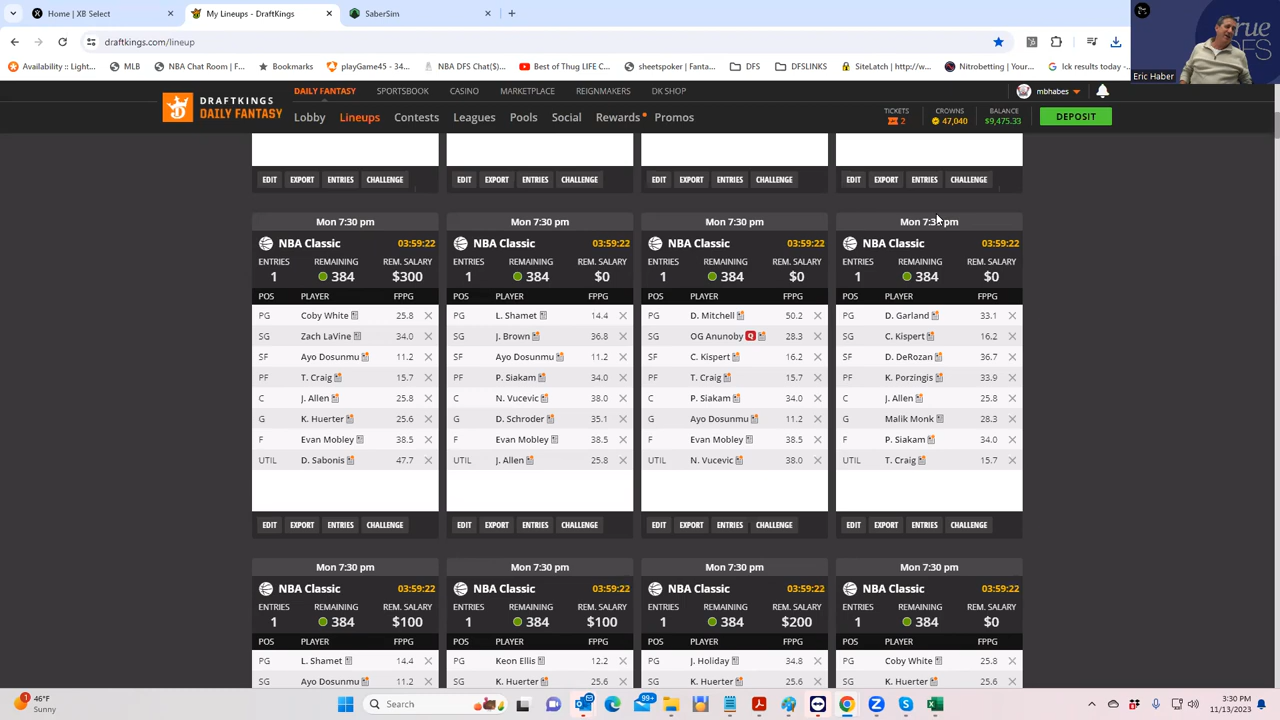 Home | XB Select
My Lineups - DraftKings
SaberSim
draftkings.com/lineup
Availability :: Light...
MLB
NBA Chat Room | F...
Bookmarks
playGame45 - 34...
NBA DFS Chat($)
Best of Thug LIFE C...
sheetspoker | Fanta...
DFS
DFSLINKS
SiteLatch | http://w...
Nitrobetting | Your...
Ick results today - ...
true
DFS
Eric Haber
DAILY FANTASY
SPORTSBOOK
CASINO
MARKETPLACE
REIGNMAKERS
DK SHOP
mbhabes
DRAFTKINGS
DAILY FANTASY
Lobby
Lineups
Contests
Leagues
Pools
Social
Rewards
Promos
TICKETS
2
CROWNS
47,040
BALANCE
$9,475.33
DEPOSIT
EDIT EXPORT ENTRIES CHALLENGE
EDIT EXPORT ENTRIES CHALLENGE
EDIT EXPORT ENTRIES CHALLENGE
EDIT EXPORT ENTRIES CHALLENGE
Mon 7:30 pm
NBA Classic 03:59:22
ENTRIES REMAINING REM. SALARY
1 384 $300
POS PLAYER FPPG
PG Coby White 25.8
SG Zach LaVine 34.0
SF Ayo Dosunmu 11.2
PF T. Craig 15.7
C J. Allen 25.8
G K. Huerter 25.6
F Evan Mobley 38.5
UTIL D. Sabonis 47.7
EDIT EXPORT ENTRIES CHALLENGE
Mon 7:30 pm
NBA Classic 03:59:22
ENTRIES REMAINING REM. SALARY
1 384 $0
POS PLAYER FPPG
PG L. Shamet 14.4
SG J. Brown 36.8
SF Ayo Dosunmu 11.2
PF P. Siakam 34.0
C N. Vucevic 38.0
G D. Schroder 35.1
F Evan Mobley 38.5
UTIL J. Allen 25.8
EDIT EXPORT ENTRIES CHALLENGE
Mon 7:30 pm
NBA Classic 03:59:22
ENTRIES REMAINING REM. SALARY
1 384 $0
POS PLAYER FPPG
PG D. Mitchell 50.2
SG OG Anunoby Q 28.3
SF C. Kispert 16.2
PF T. Craig 15.7
C P. Siakam 34.0
G Ayo Dosunmu 11.2
F Evan Mobley 38.5
UTIL N. Vucevic 38.0
EDIT EXPORT ENTRIES CHALLENGE
Mon 7:30 pm
NBA Classic 03:59:22
ENTRIES REMAINING REM. SALARY
1 384 $0
POS PLAYER FPPG
PG D. Garland 33.1
SG C. Kispert 16.2
SF D. DeRozan 36.7
PF K. Porzingis 33.9
C J. Allen 25.8
G Malik Monk 28.3
F P. Siakam 34.0
UTIL T. Craig 15.7
EDIT EXPORT ENTRIES CHALLENGE
Mon 7:30 pm
NBA Classic 03:59:22
ENTRIES REMAINING REM. SALARY
1 384 $100
POS PLAYER FPPG
PG L. Shamet 14.4
SG Ayo Dosunmu 11.2
Mon 7:30 pm
NBA Classic 03:59:22
ENTRIES REMAINING REM. SALARY
1 384 $100
POS PLAYER FPPG
PG Keon Ellis 12.2
SG K. Huerter 25.6
Mon 7:30 pm
NBA Classic 03:59:22
ENTRIES REMAINING REM. SALARY
1 384 $200
POS PLAYER FPPG
PG J. Holiday 34.8
SG K. Huerter 25.6
Mon 7:30 pm
NBA Classic 03:59:22
ENTRIES REMAINING REM. SALARY
1 384 $0
POS PLAYER FPPG
PG Coby White 25.8
SG K. Huerter 25.6
1
46°F
Sunny
Search
99+
3:30 PM
11/13/2023